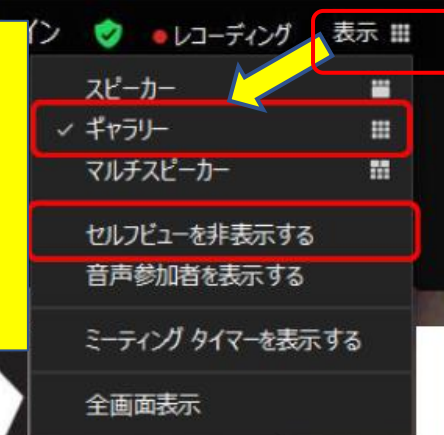 イン レコーディング 表示
スピーカー
✓ ギャラリー
マルチスピーカー
セルフビューを非表示する
音声参加者を表示する
ミーティング タイマーを表示する
全画面表示